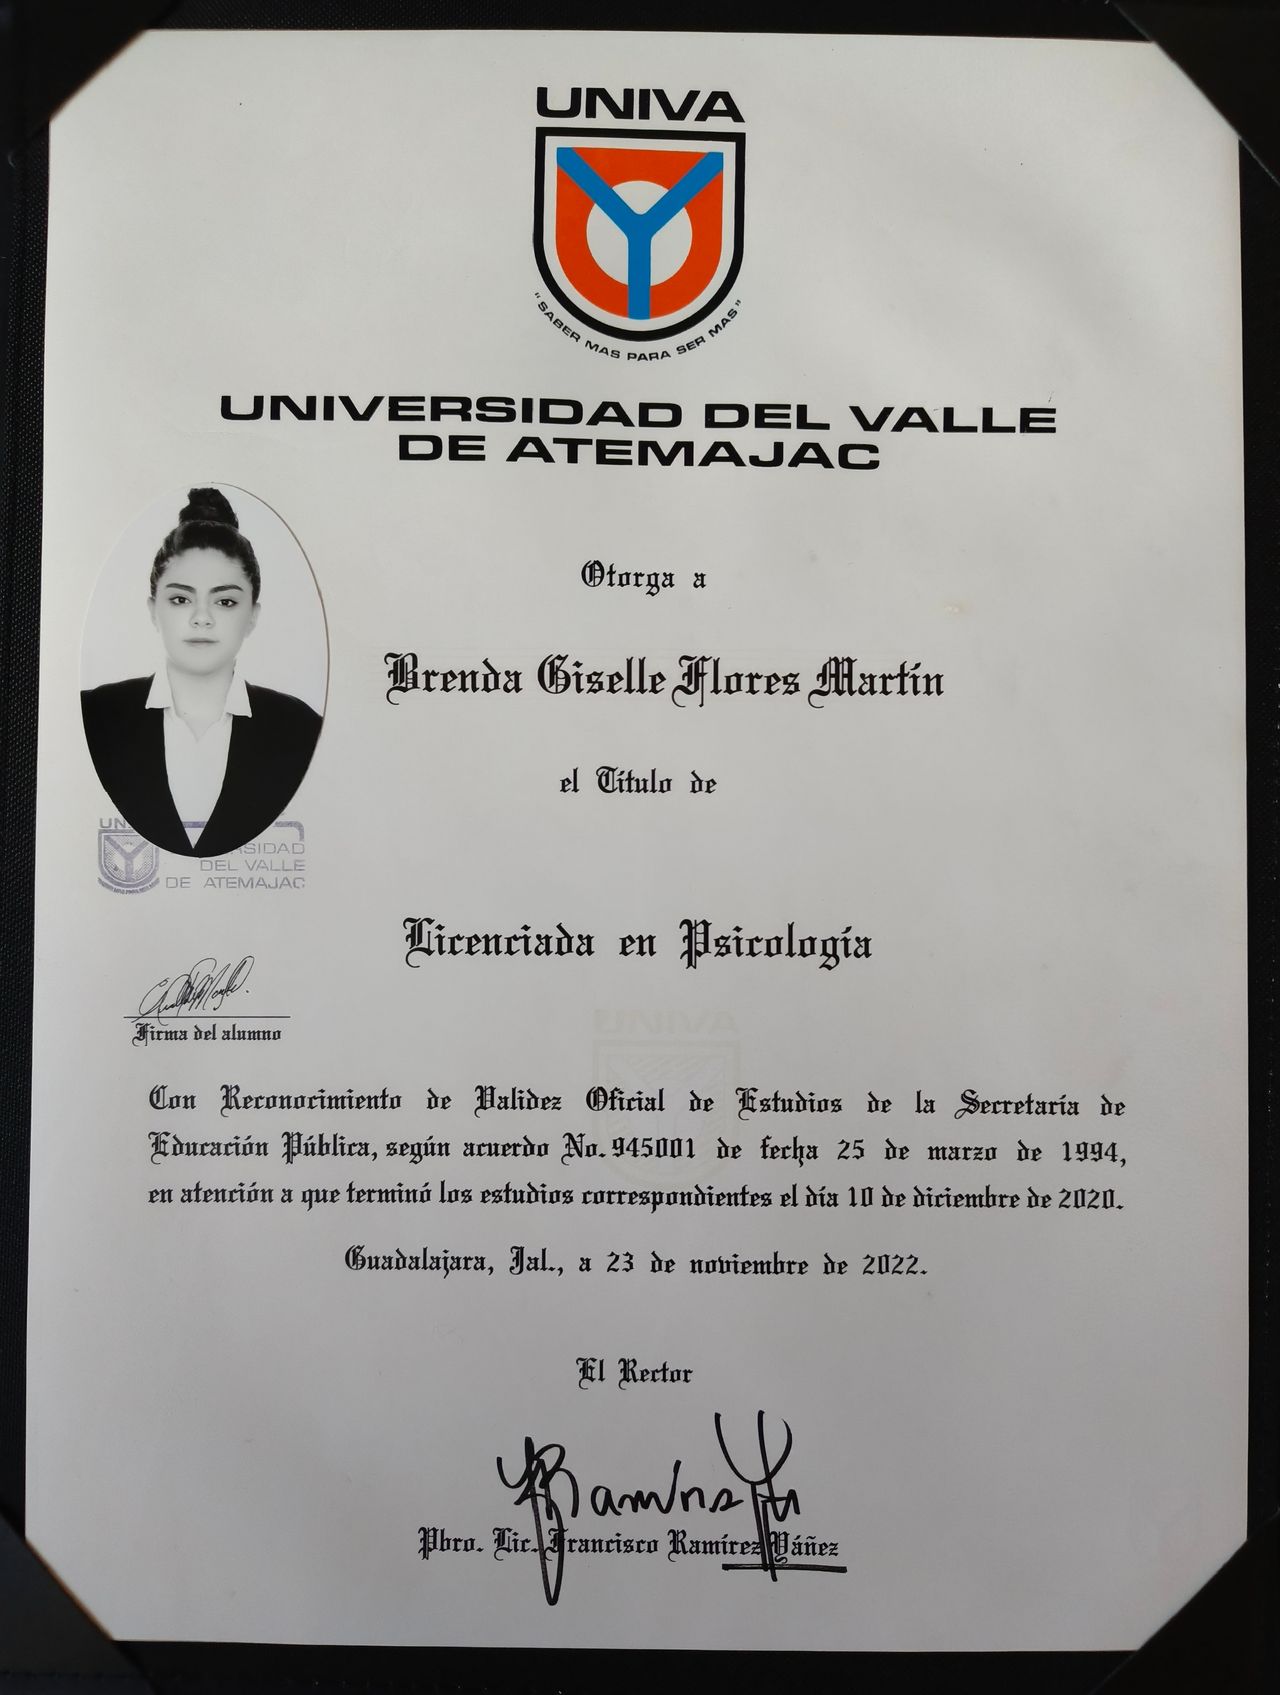 UNIVA
"SABER MAS PARA SER MAS"
UNIVERSIDAD DEL VALLE
DE ATEMAJAC
Otorga a
Brenda Giselle Flores Martín
el Título de
DEL VALLE
DE ATEMAJAC
Licenciada en Psicología
Firma del alumno
UNIVA
Con Reconocimiento de Validez Oficial de Estudios de la Secretaría de
Educación Pública, según acuerdo No. 945001 de fecha 25 de marzo de 1994,
en atención a que terminó los estudios correspondientes el día 10 de diciembre de 2020.
Guadalajara, Jal., a 23 de noviembre de 2022.
El Rector
Pbro. Lic. Francisco Ramírez Yáñez